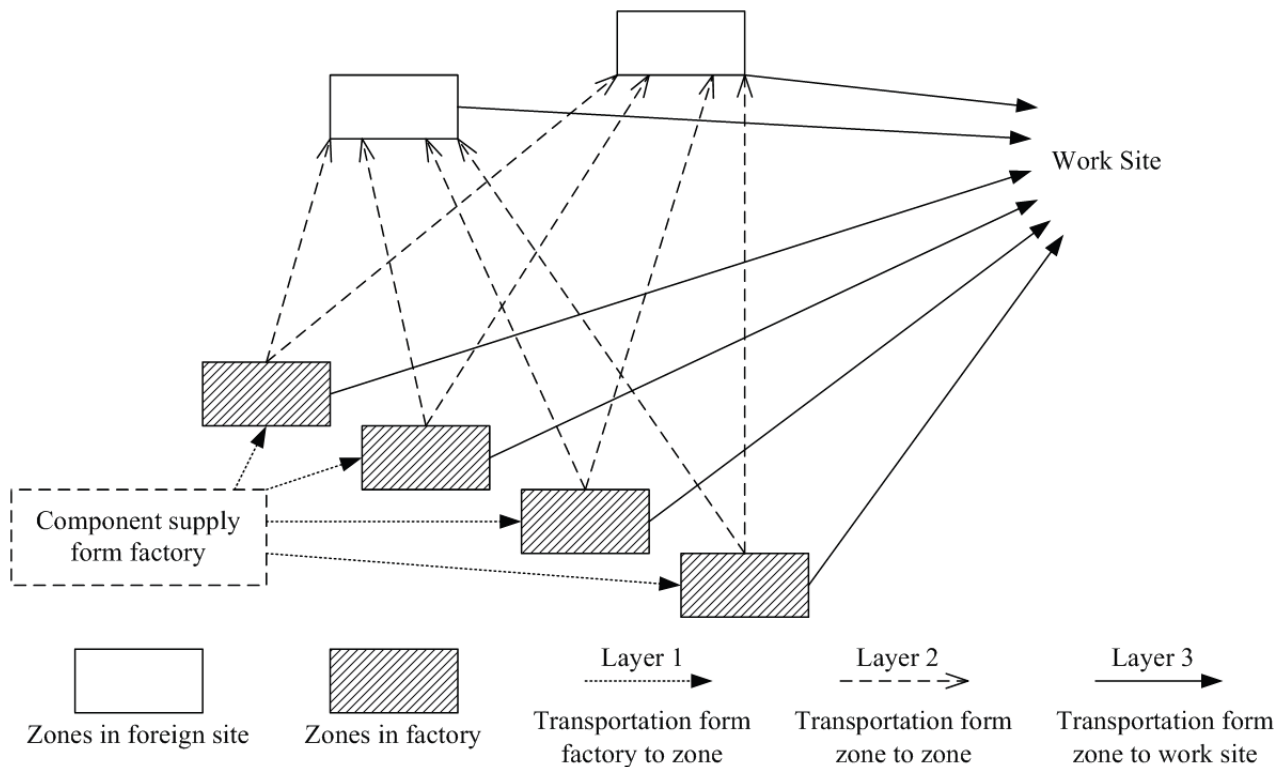 Work Site
Component supply
form factory
Layer 1
Layer 2
Layer 3
Zones in foreign site
Zones in factory
Transportation form
factory to zone
Transportation form
zone to zone
Transportation form
zone to work site